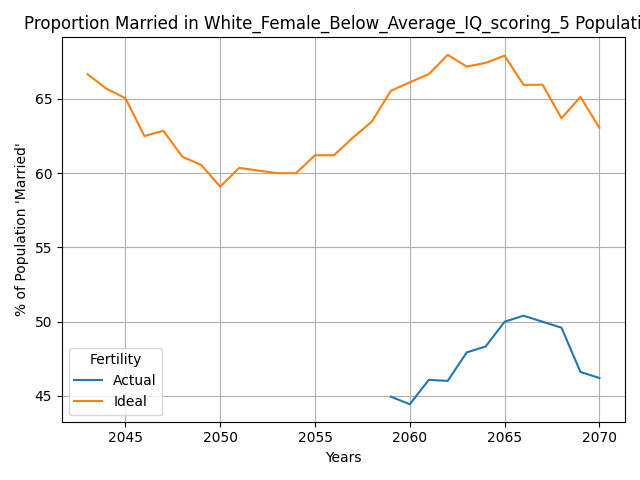 Proportion Married in White_Female_Below_Average_IQ_scoring_5 Populati
% of Population 'Married'
65
60
55
50
45
Fertility
Actual
Ideal
2045 2050 2055 2060 2065 2070
Years